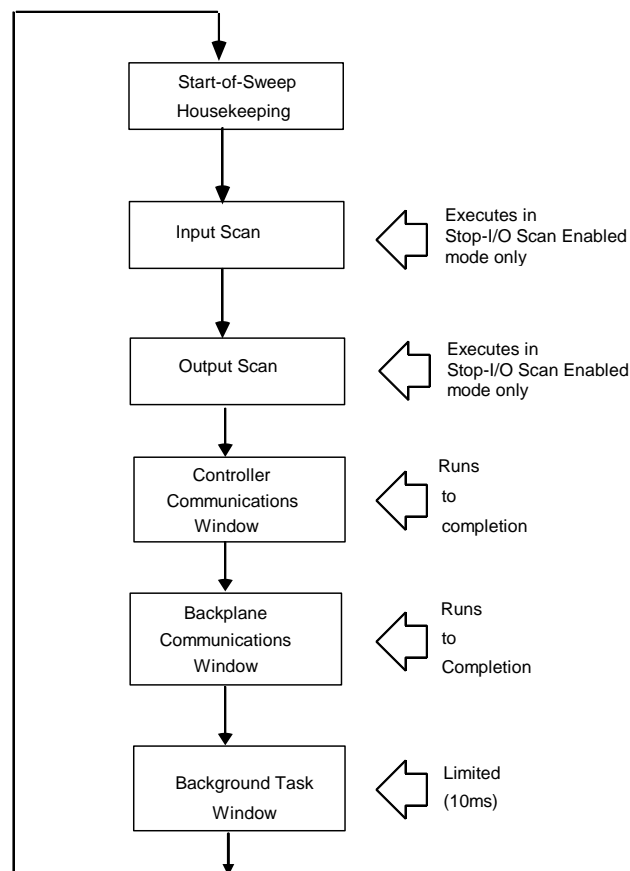 Start-of-Sweep
Housekeeping
Input Scan
Executes in
Stop-I/O Scan Enabled
mode only
Output Scan
Executes in
Stop-I/O Scan Enabled
mode only
Controller
Communications
Window
Runs
to
completion
Backplane
Communications
Window
Runs
to
Completion
Background Task
Window
Limited
(10ms)